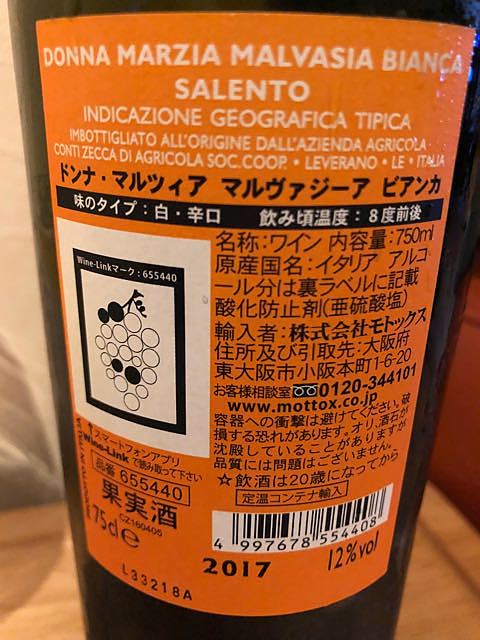 DONNA MARZIA MALVASIA BIANCA
SALENTO
INDICAZIONE GEOGRAFICA TIPICA
IMBOTTIGLIATO ALL'ORIGINE DALL'AZIENDA AGRICOLA
CONTI ZECCA DI AGRICOLA SOC.COOP. • LEVERANO • LE • ITALIA
ドンナ・マルツィア マルヴァジーア ビアンカ
味のタイプ：白・辛口 飲み頃温度：8度前後
Wine-Linkマーク：655440
名称：ワイン 内容量：750ml
原産国名：イタリア アルコ
ール分は裏ラベルに記載
酸化防止剤(亜硫酸塩)
輸入者：株式会社モトックス
住所及び引取先：大阪府
東大阪市小阪本町1-6-20
お客様相談室 0120-344101
www.mottox.co.jp
容器への衝撃は避けてください。破
損する恐れがあります。オリ、酒石が
沈殿していることがありますが
品質には問題はございません。
☆飲酒は20歳になってから
定温コンテナ輸入
スマートフォンアプリ
Wine-Linkで読み取って下さい
品番 655440
果実酒
75cl e
CZ160405
L33218A
4 997678 554408
2017
12%vol